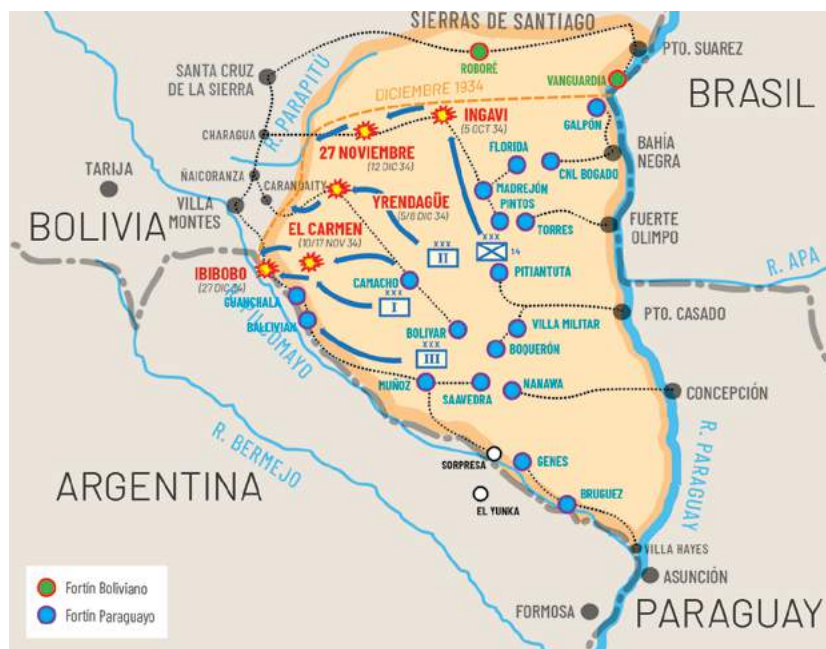 SIERRAS DE SANTIAGO
PTO. SUAREZ
ROBORÉ
SANTA CRUZ
DE LA SIERRA
VANGUARDIA
BRASIL
R. PARAPITÚ
DICIEMBRE 1934
INGAVI
(5 OCT 34)
GALPÓN
CHARAGUA
27 NOVIEMBRE
(12 DIC 34)
FLORIDA
BAHÍA
NEGRA
CNL BOGADO
TARIJA
ÑAICORANZA
CARANDAITY
MADREJÓN
VILLA
MONTES
YRENDAGÜE
(5/8 DIC 34)
PINTOS
TORRES
FUERTE
OLIMPO
BOLIVIA
EL CARMEN
(10/17 NOV 34)
XXX
II
XXX
14
R. APA
IBIBOBO
(27 DIC 34)
CAMACHO
PITIANTUTA
GUANCHALA
XXX
I
PTO. CASADO
BALLIVIÁN
R. PILCOMAYO
BOLIVAR
VILLA MILITAR
BOQUERÓN
XXX
III
MUÑOZ
SAAVEDRA
NANAWA
CONCEPCIÓN
R. BERMEJO
SORPRESA
GENES
R. PARAGUAY
ARGENTINA
EL YUNKA
BRUGUEZ
VILLA HAYES
ASUNCIÓN
Fortín Boliviano
Fortín Paraguayo
FORMOSA
PARAGUAY